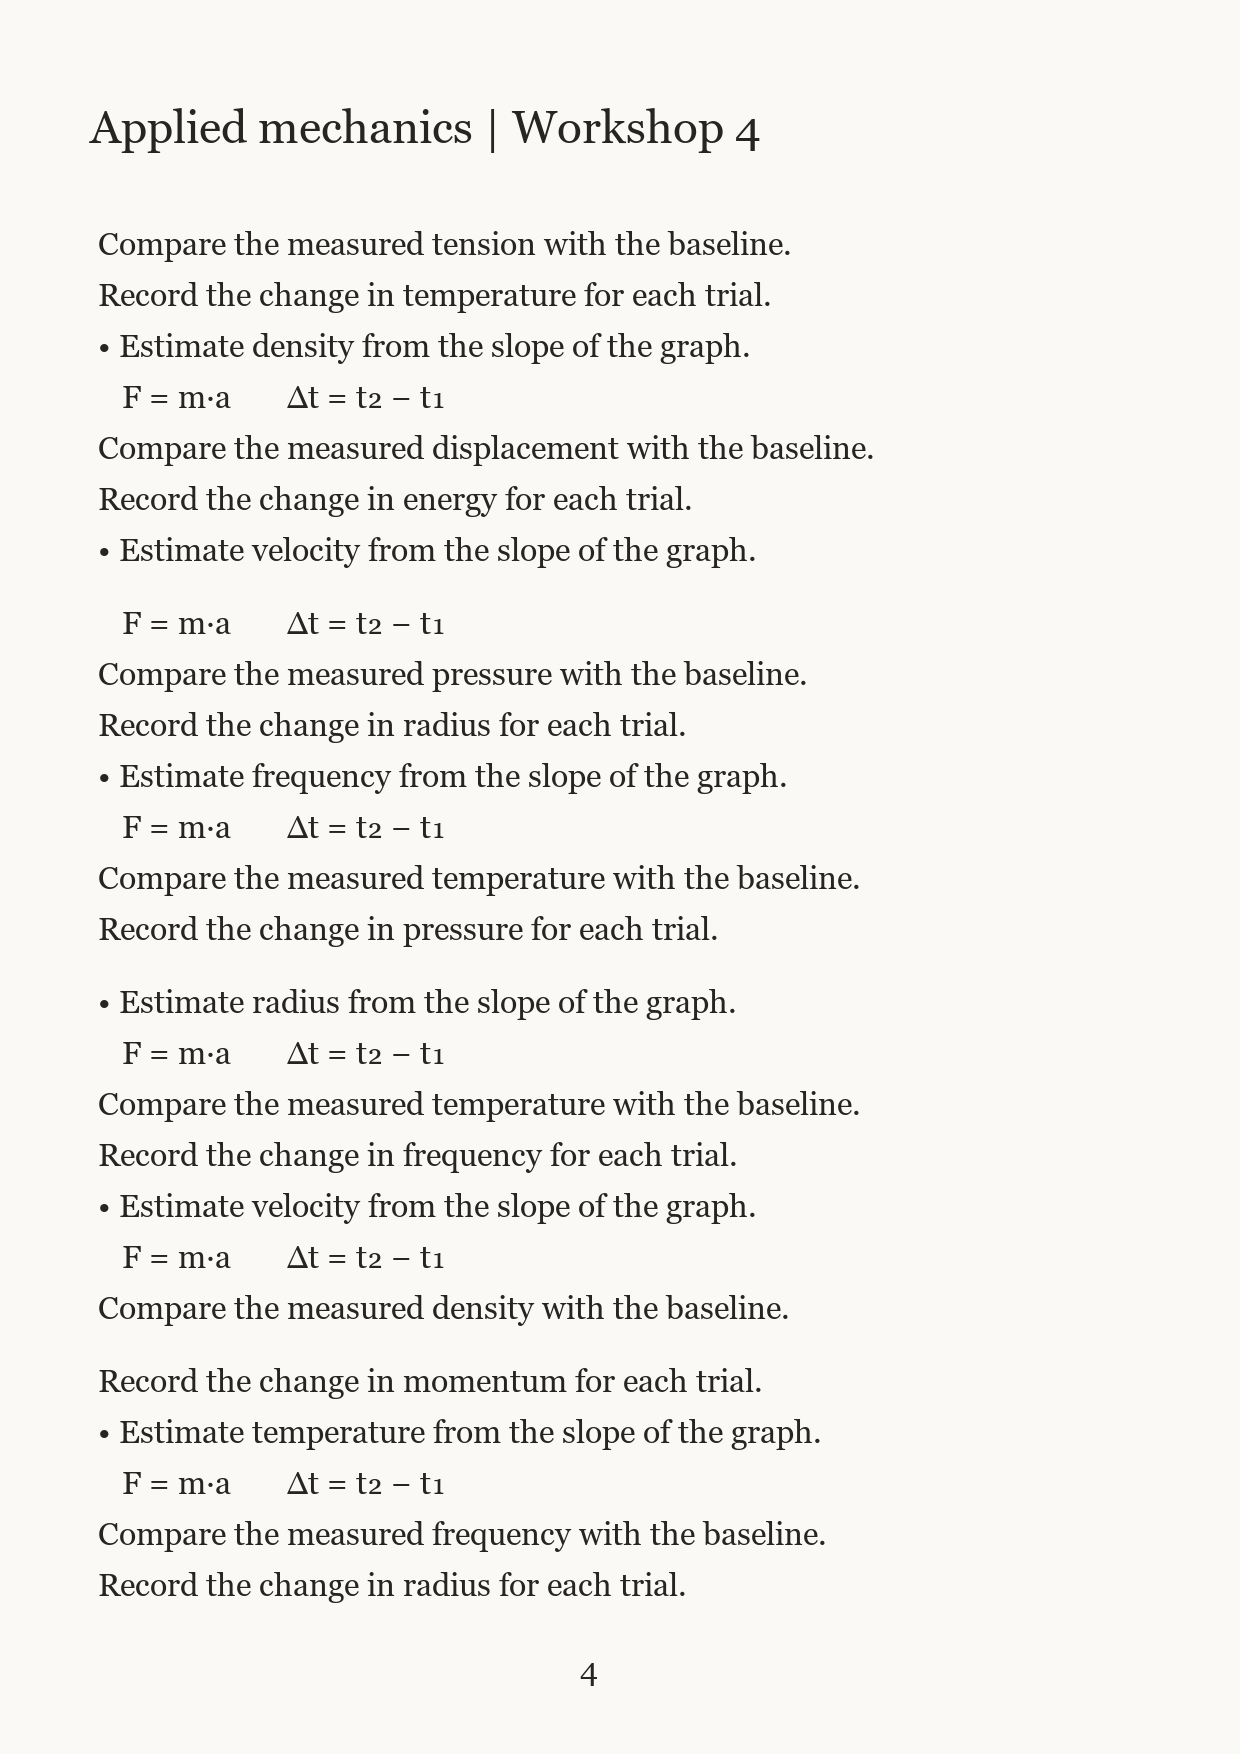 Applied mechanics | Workshop 4
Compare the measured tension with the baseline.
Record the change in temperature for each trial.
• Estimate density from the slope of the graph.
F = m·a  Δt = t2 − t1
Compare the measured displacement with the baseline.
Record the change in energy for each trial.
• Estimate velocity from the slope of the graph.
F = m·a  Δt = t2 − t1
Compare the measured pressure with the baseline.
Record the change in radius for each trial.
• Estimate frequency from the slope of the graph.
F = m·a  Δt = t2 − t1
Compare the measured temperature with the baseline.
Record the change in pressure for each trial.
• Estimate radius from the slope of the graph.
F = m·a  Δt = t2 − t1
Compare the measured temperature with the baseline.
Record the change in frequency for each trial.
• Estimate velocity from the slope of the graph.
F = m·a  Δt = t2 − t1
Compare the measured density with the baseline.
Record the change in momentum for each trial.
• Estimate temperature from the slope of the graph.
F = m·a  Δt = t2 − t1
Compare the measured frequency with the baseline.
Record the change in radius for each trial.
4